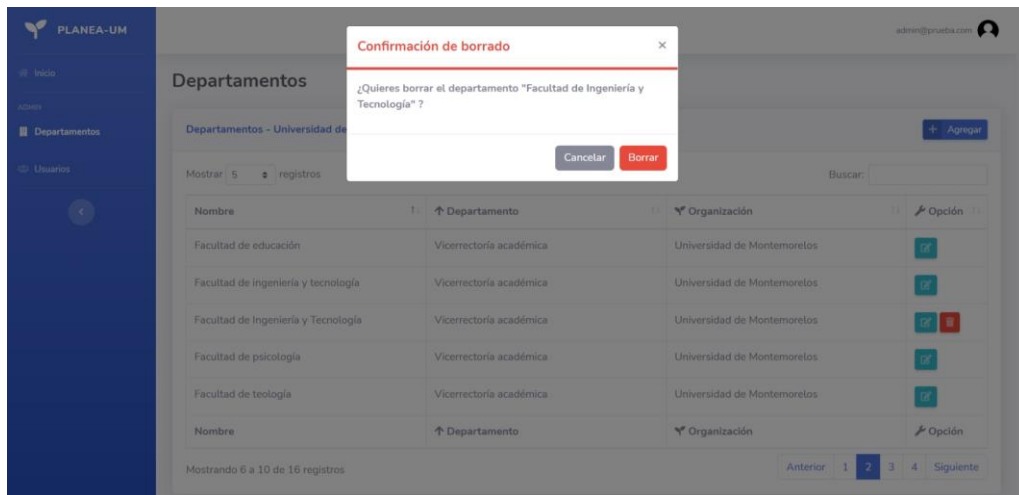 PLANEA-UM
admin@prueba.com
Inicio
ADMIN
Departamentos
Usuarios
Departamentos
Confirmación de borrado ×
¿Quieres borrar el departamento "Facultad de Ingeniería y
Tecnología" ?
Cancelar Borrar
Departamentos - Universidad de
+ Agregar
Mostrar 5 registros
Buscar:
Nombre Departamento Organización Opción
Facultad de educación Vicerrectoría académica Universidad de Montemorelos
Facultad de ingeniería y tecnología Vicerrectoría académica Universidad de Montemorelos
Facultad de Ingeniería y Tecnología Vicerrectoría académica Universidad de Montemorelos
Facultad de psicología Vicerrectoría académica Universidad de Montemorelos
Facultad de teología Vicerrectoría académica Universidad de Montemorelos
Nombre Departamento Organización Opción
Mostrando 6 a 10 de 16 registros
Anterior 1 2 3 4 Siguiente